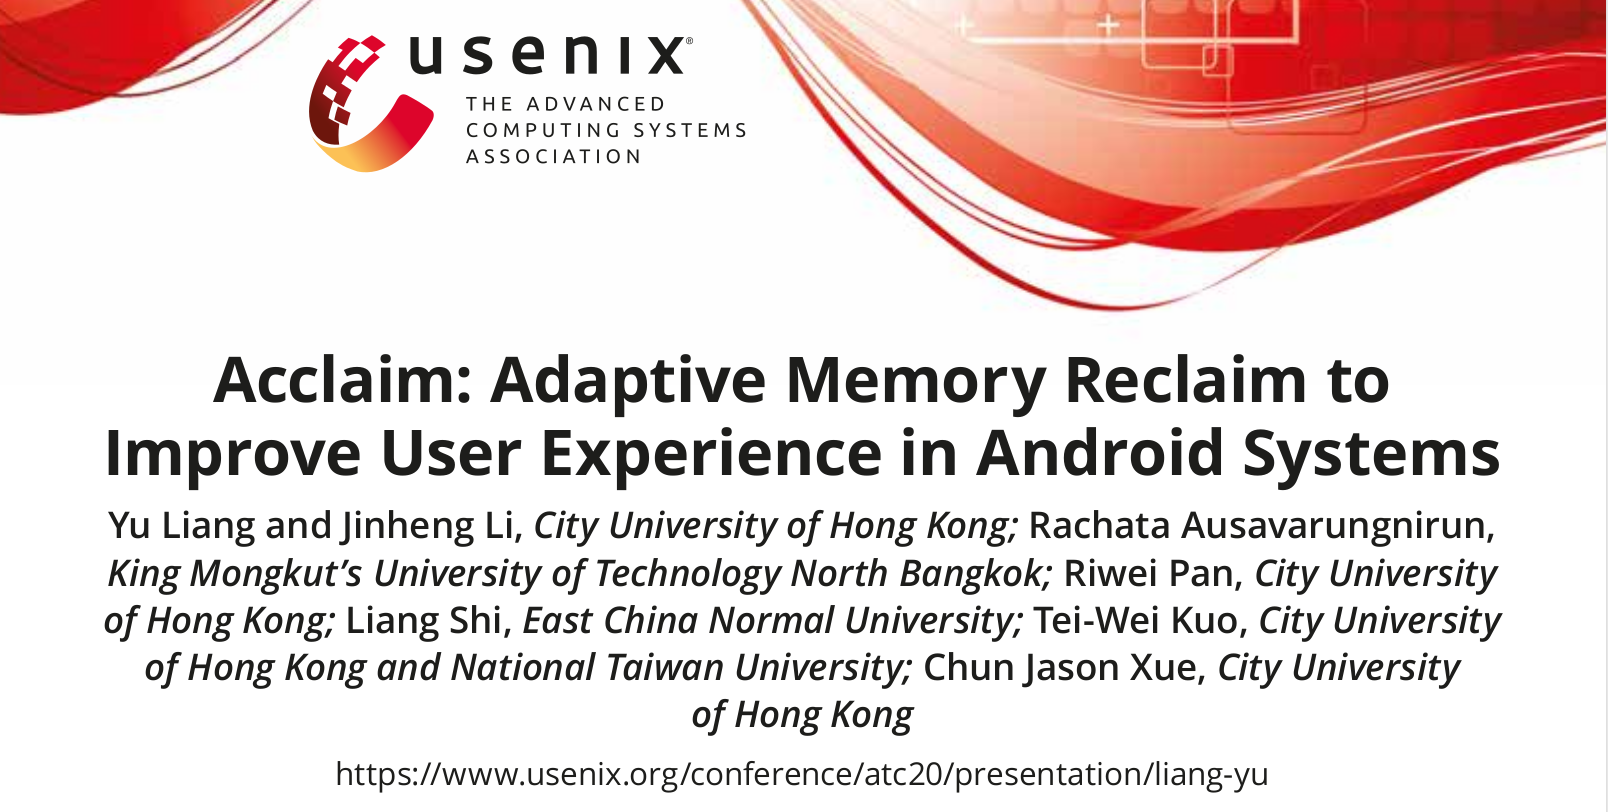 usenix®
THE ADVANCED
COMPUTING SYSTEMS
ASSOCIATION
Acclaim: Adaptive Memory Reclaim to
Improve User Experience in Android Systems
Yu Liang and Jinheng Li, City University of Hong Kong; Rachata Ausavarungnirun,
King Mongkut’s University of Technology North Bangkok; Riwei Pan, City University
of Hong Kong; Liang Shi, East China Normal University; Tei-Wei Kuo, City University
of Hong Kong and National Taiwan University; Chun Jason Xue, City University
of Hong Kong
https://www.usenix.org/conference/atc20/presentation/liang-yu